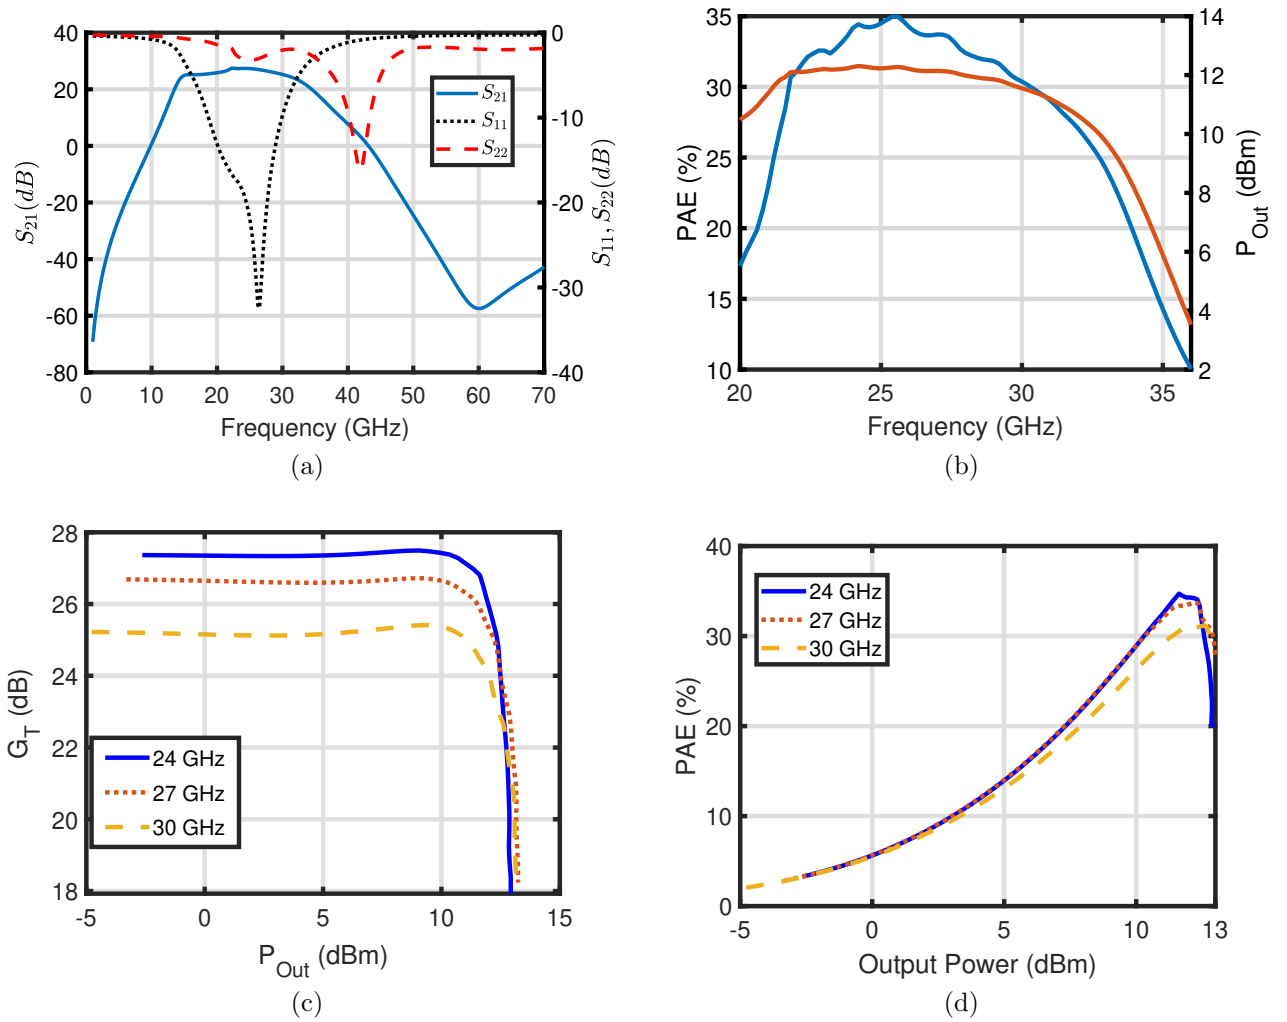 40
20
0
-20
-40
-60
-80
S21(dB)
0
-10
-20
-30
-40
S11, S22(dB)
S21
S11
S22
0 10 20 30 40 50 60 70
Frequency (GHz)
(a)
35
30
25
20
15
10
PAE (%)
14
12
10
8
6
4
2
POut (dBm)
20 25 30 35
Frequency (GHz)
(b)
28
26
24
22
20
18
GT (dB)
24 GHz
27 GHz
30 GHz
-5 0 5 10 15
POut (dBm)
(c)
40
30
20
10
0
PAE (%)
24 GHz
27 GHz
30 GHz
-5 0 5 10 13
Output Power (dBm)
(d)